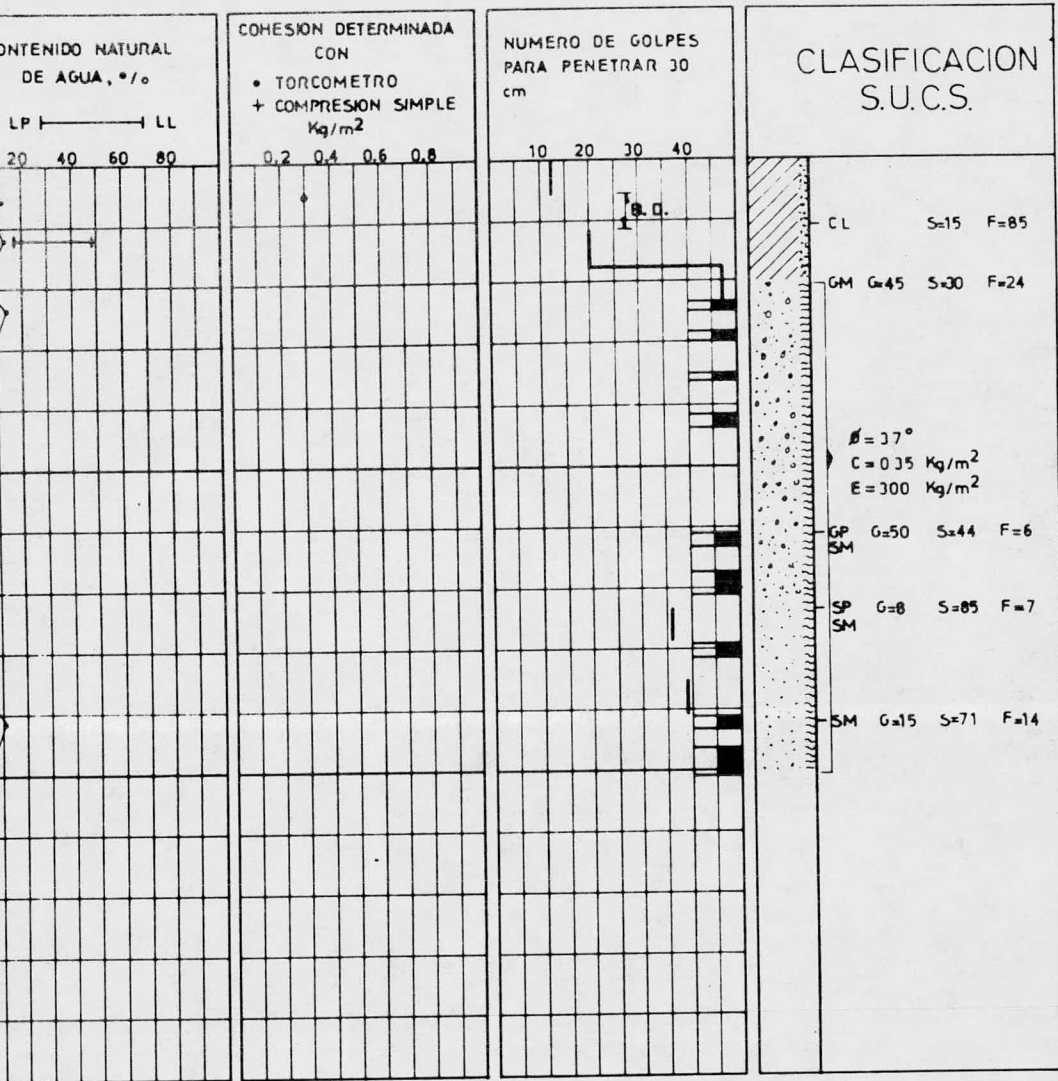 ONTENIDO NATURAL
DE AGUA, %
LP LL
20 40 60 80
COHESION DETERMINADA
CON
• TORCOMETRO
+ COMPRESION SIMPLE
Kg/m²
0,2 0,4 0,6 0,8
NUMERO DE GOLPES
PARA PENETRAR 30
cm
10 20 30 40
B. D.
CLASIFICACION
S.U.C.S.
CL S=15 F=85
GM G=45 S=30 F=24
Ø=37°
C=035 Kg/m²
E=300 Kg/m²
GP G=50 S=44 F=6
SM
SP G=8 S=85 F=7
SM
SM G=15 S=71 F=14